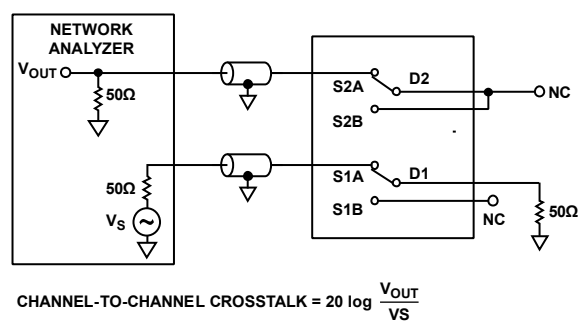 NETWORK
ANALYZER
VOUT
50Ω
S2A
D2
NC
S2B
50Ω
VS
S1A
D1
S1B
NC
50Ω
CHANNEL-TO-CHANNEL CROSSTALK = 20 log VOUT
VS